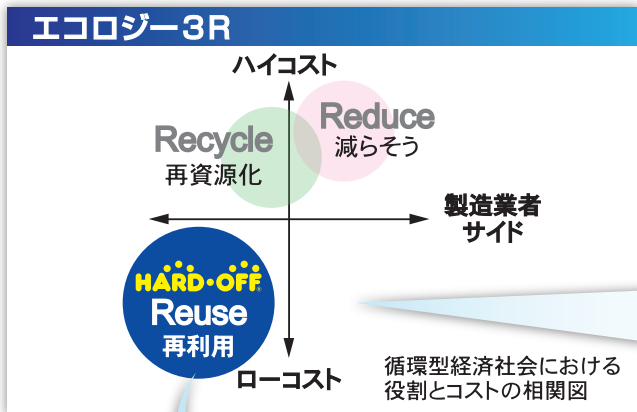 エコロジー3R
ハイコスト
Recycle
再資源化
Reduce
減らそう
製造業者
サイド
HARD・OFF®
Reuse
再利用
ローコスト
循環型経済社会における
役割とコストの相関図